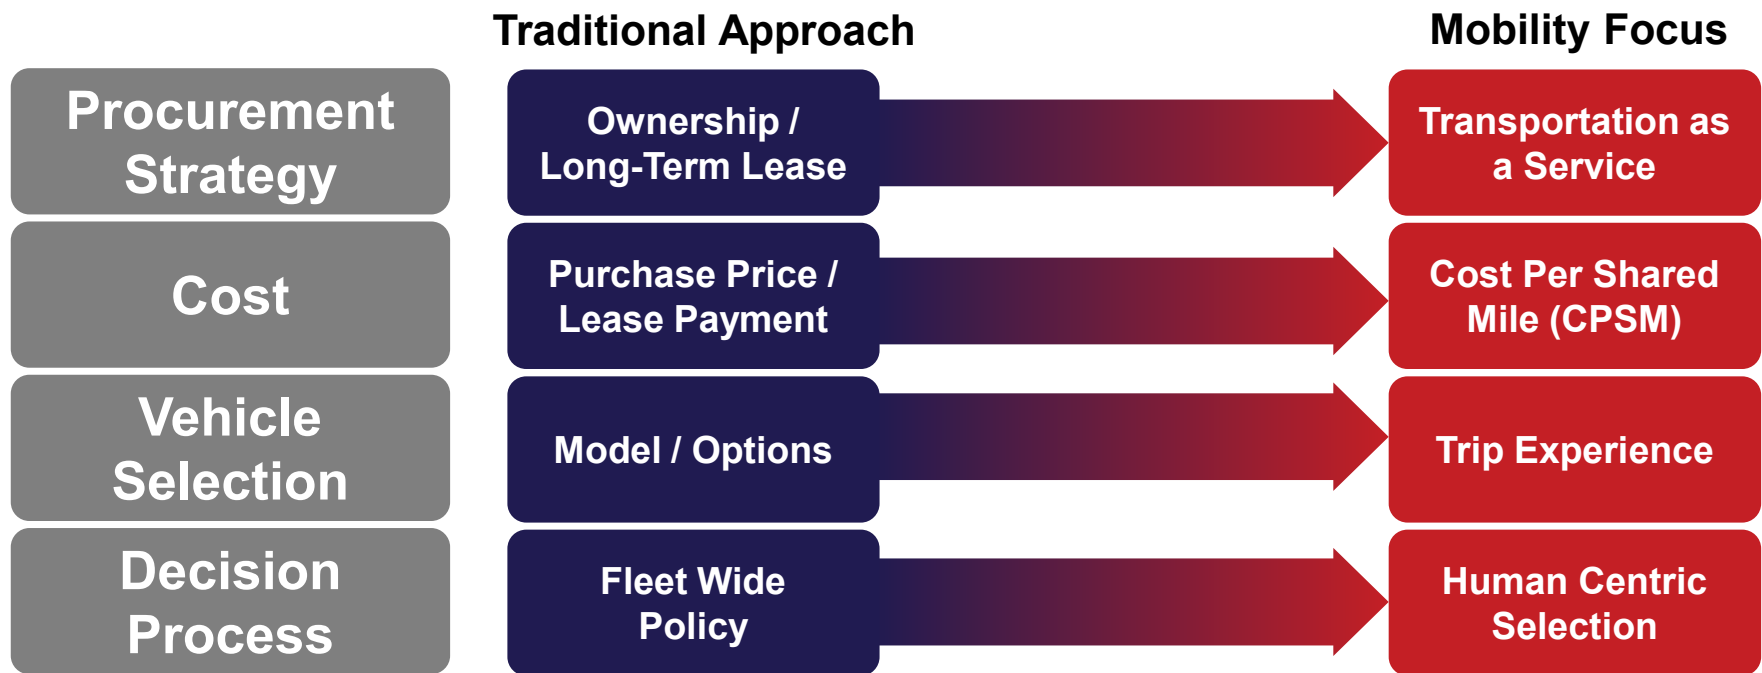 Traditional Approach
Mobility Focus
Procurement
Strategy
Ownership /
Long-Term Lease
Transportation as
a Service
Cost
Purchase Price /
Lease Payment
Cost Per Shared
Mile (CPSM)
Vehicle
Selection
Model / Options
Trip Experience
Decision
Process
Fleet Wide
Policy
Human Centric
Selection